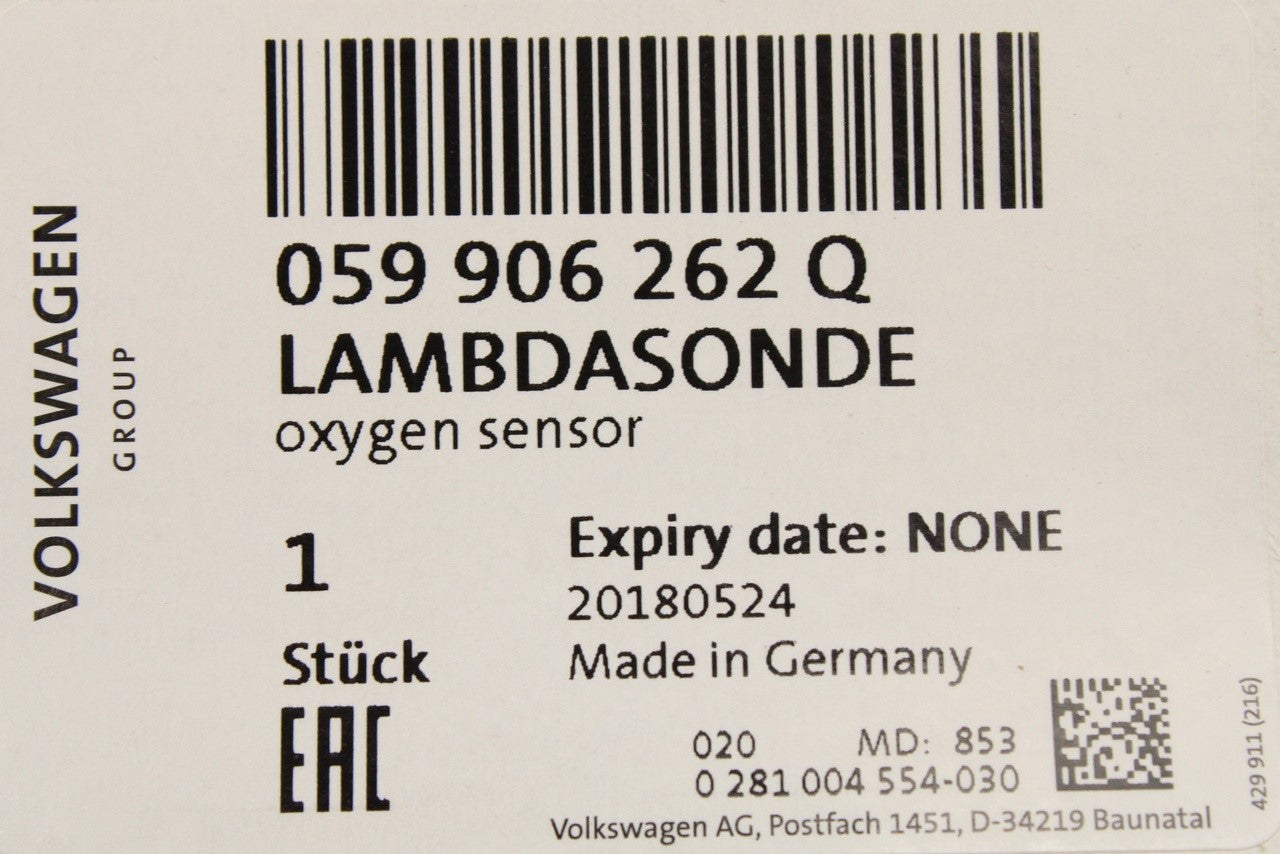 VOLKSWAGEN
GROUP
059 906 262 Q
LAMBDASONDE
oxygen sensor
1
Stück
Expiry date: NONE
20180524
Made in Germany
EAC
020 MD: 853
0 281 004 554-030
Volkswagen AG, Postfach 1451, D-34219 Baunatal
429 911 (216)